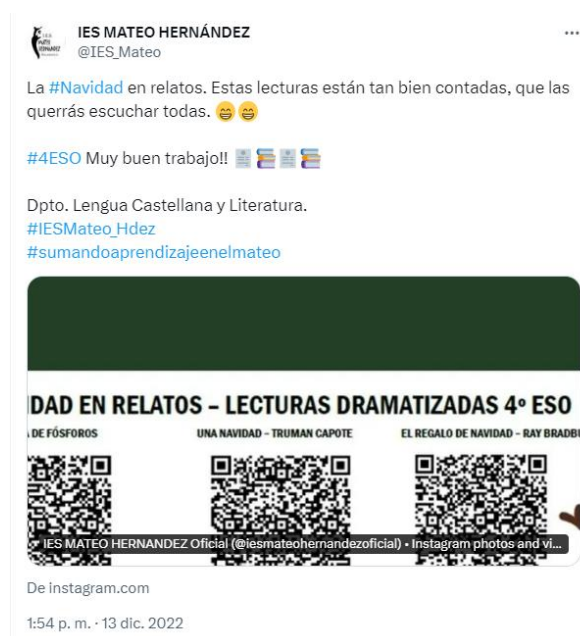 IES MATEO HERNÁNDEZ
@IES_Mateo
La #Navidad en relatos. Estas lecturas están tan bien contadas, que las
querrás escuchar todas. 😄😄
#4ESO Muy buen trabajo!! 📄📚📄📚
Dpto. Lengua Castellana y Literatura.
#IESMateo_Hdez
#sumandoaprendizajeenelmateo
DAD EN RELATOS – LECTURAS DRAMATIZADAS 4º ESO
DE FÓSFOROS UNA NAVIDAD – TRUMAN CAPOTE EL REGALO DE NAVIDAD – RAY BRADBU
IES MATEO HERNANDEZ Oficial (@iesmateohernandezoficial) • Instagram photos and vi...
De instagram.com
1:54 p. m. · 13 dic. 2022